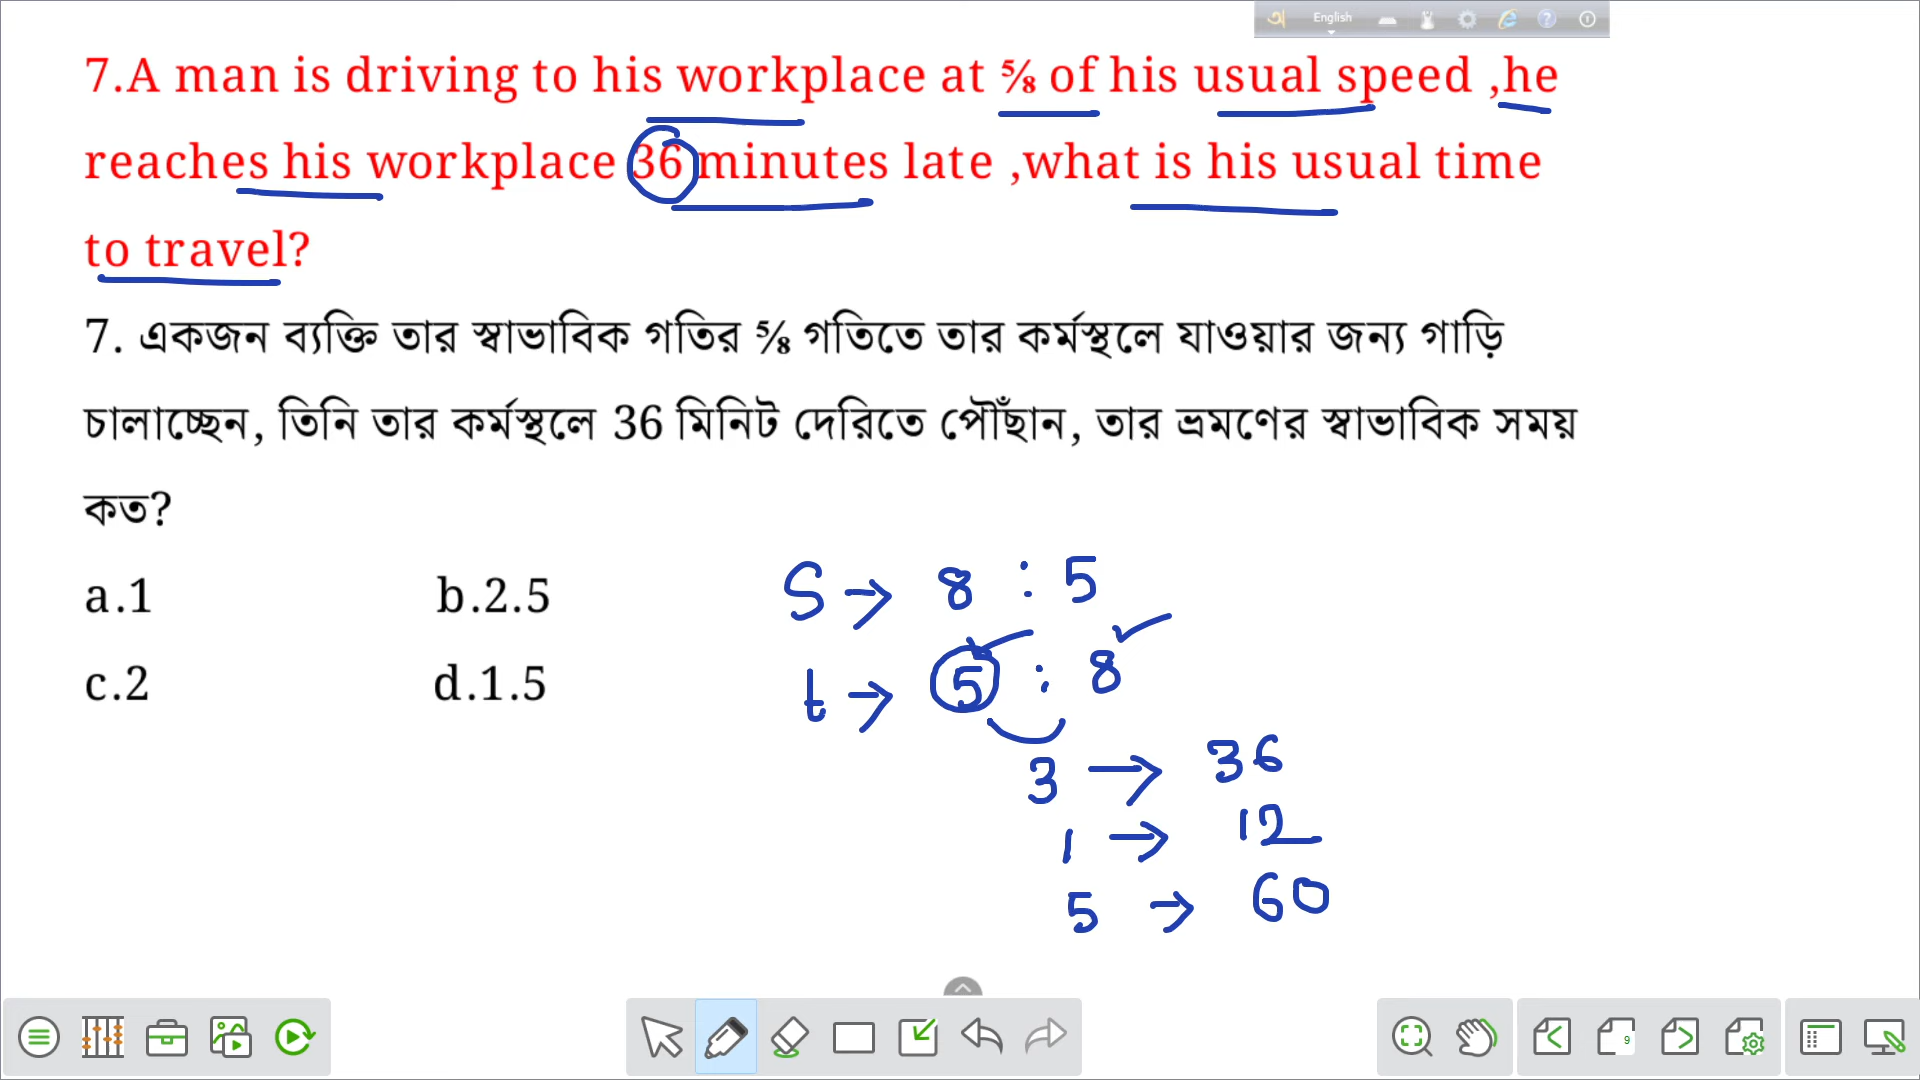 English
7.A man is driving to his workplace at ⅝ of his usual speed ,he
reaches his workplace 36 minutes late ,what is his usual time
to travel?
7. একজন ব্যক্তি তার স্বাভাবিক গতির ⅝ গতিতে তার কর্মস্থলে যাওয়ার জন্য গাড়ি
চালাচ্ছেন, তিনি তার কর্মস্থলে 36 মিনিট দেরিতে পৌঁছান, তার ভ্রমণের স্বাভাবিক সময়
কত?
a.1 b.2.5
c.2 d.1.5
S → 8 : 5
t → 5 : 8
3 → 36
1 → 12
5 → 60
9